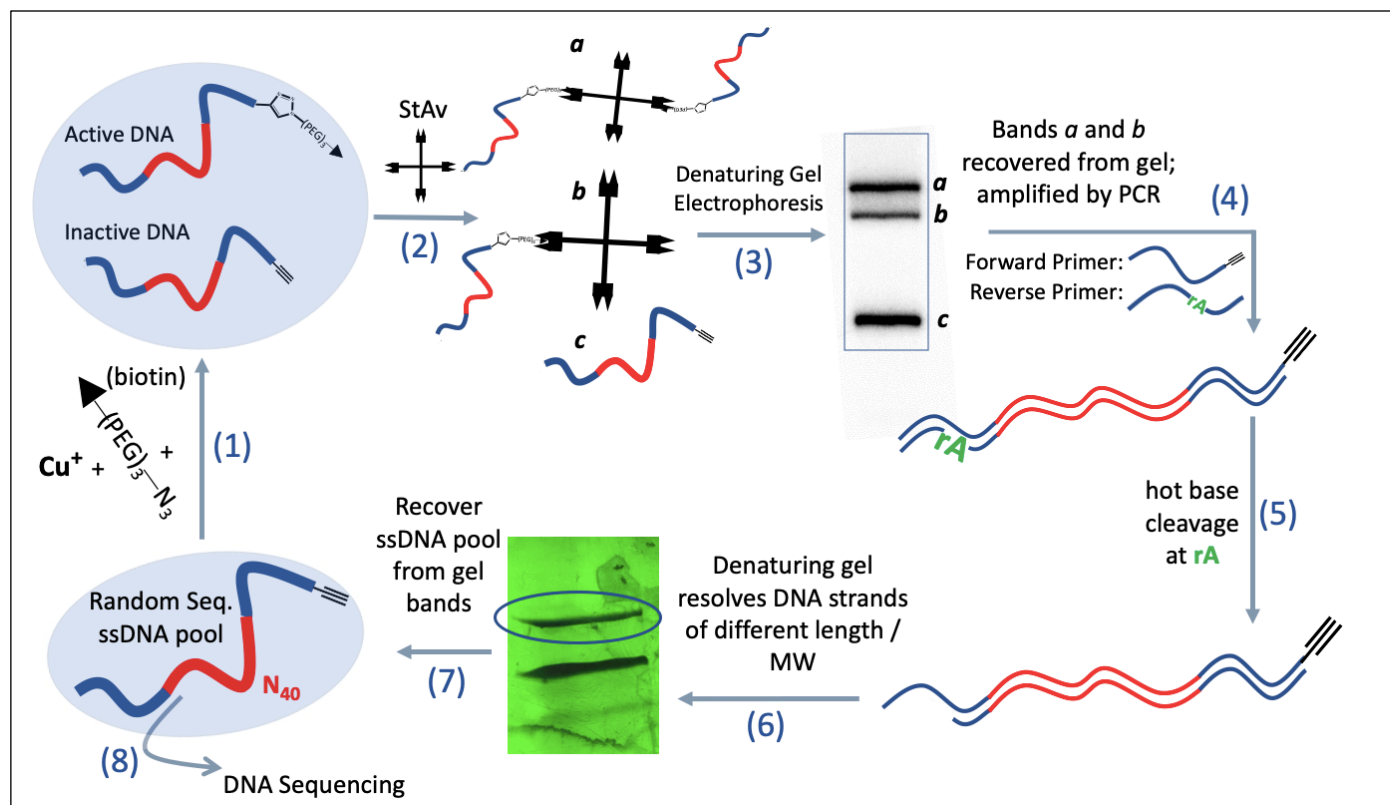 Active DNA
(PEG)3
Inactive DNA
StAv
(2)
a
(PEG)3
b
c
Denaturing Gel
Electrophoresis
(3)
a
b
c
Bands a and b
recovered from gel;
amplified by PCR
(4)
Forward Primer:
Reverse Primer:
rA
rA
hot base
cleavage
at rA
(5)
Denaturing gel
resolves DNA strands
of different length /
MW
(6)
Recover
ssDNA pool
from gel
bands
(7)
(biotin)
(PEG)3
N3
Cu+ +
+
(1)
Random Seq.
ssDNA pool
N40
(8)
DNA Sequencing